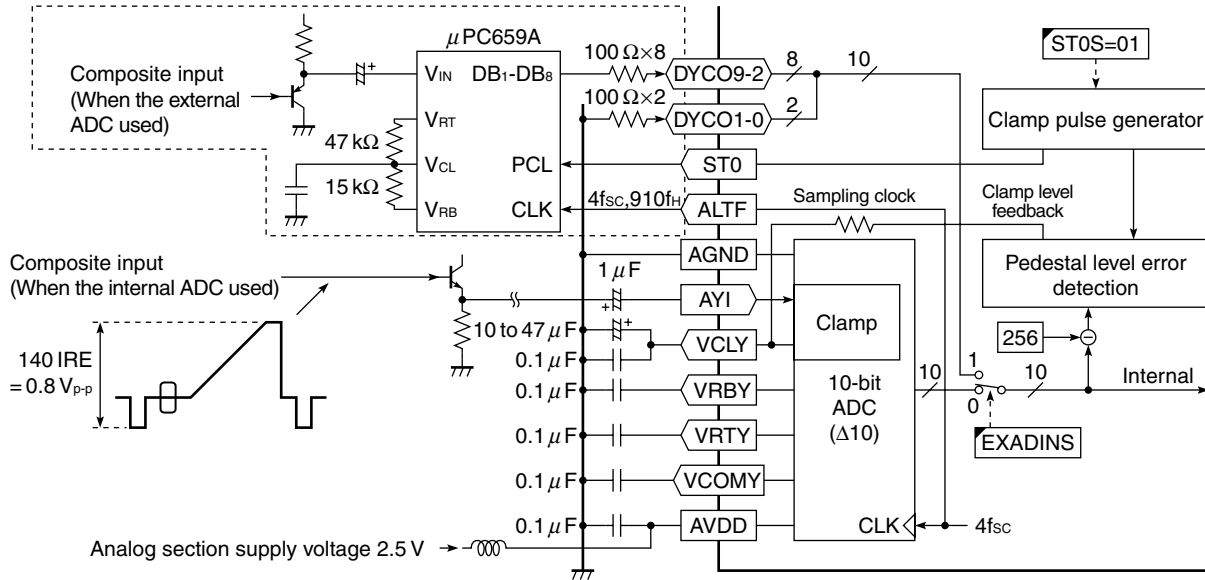 μPC659A
Composite input
(When the external
ADC used)
VIN
DB1-DB8
VRT
VCL
PCL
VRB
CLK
47 kΩ
15 kΩ
100 Ω×8
100 Ω×2
DYCO9-2
8
10
DYCO1-0
2
ST0S=01
Clamp pulse generator
ST0
4fSC,910fH
ALTF
Sampling clock
Clamp level
feedback
AGND
Pedestal level error
detection
Composite input
(When the internal ADC used)
1 μF
AYI
Clamp
10 to 47 μF
0.1 μF
VCLY
256
−
140 IRE
= 0.8 Vp-p
0.1 μF
VRBY
10-bit
ADC
(Δ10)
10
1
0
10
Internal
EXADINS
0.1 μF
VRTY
0.1 μF
VCOMY
0.1 μF
AVDD
CLK
4fSC
Analog section supply voltage 2.5 V